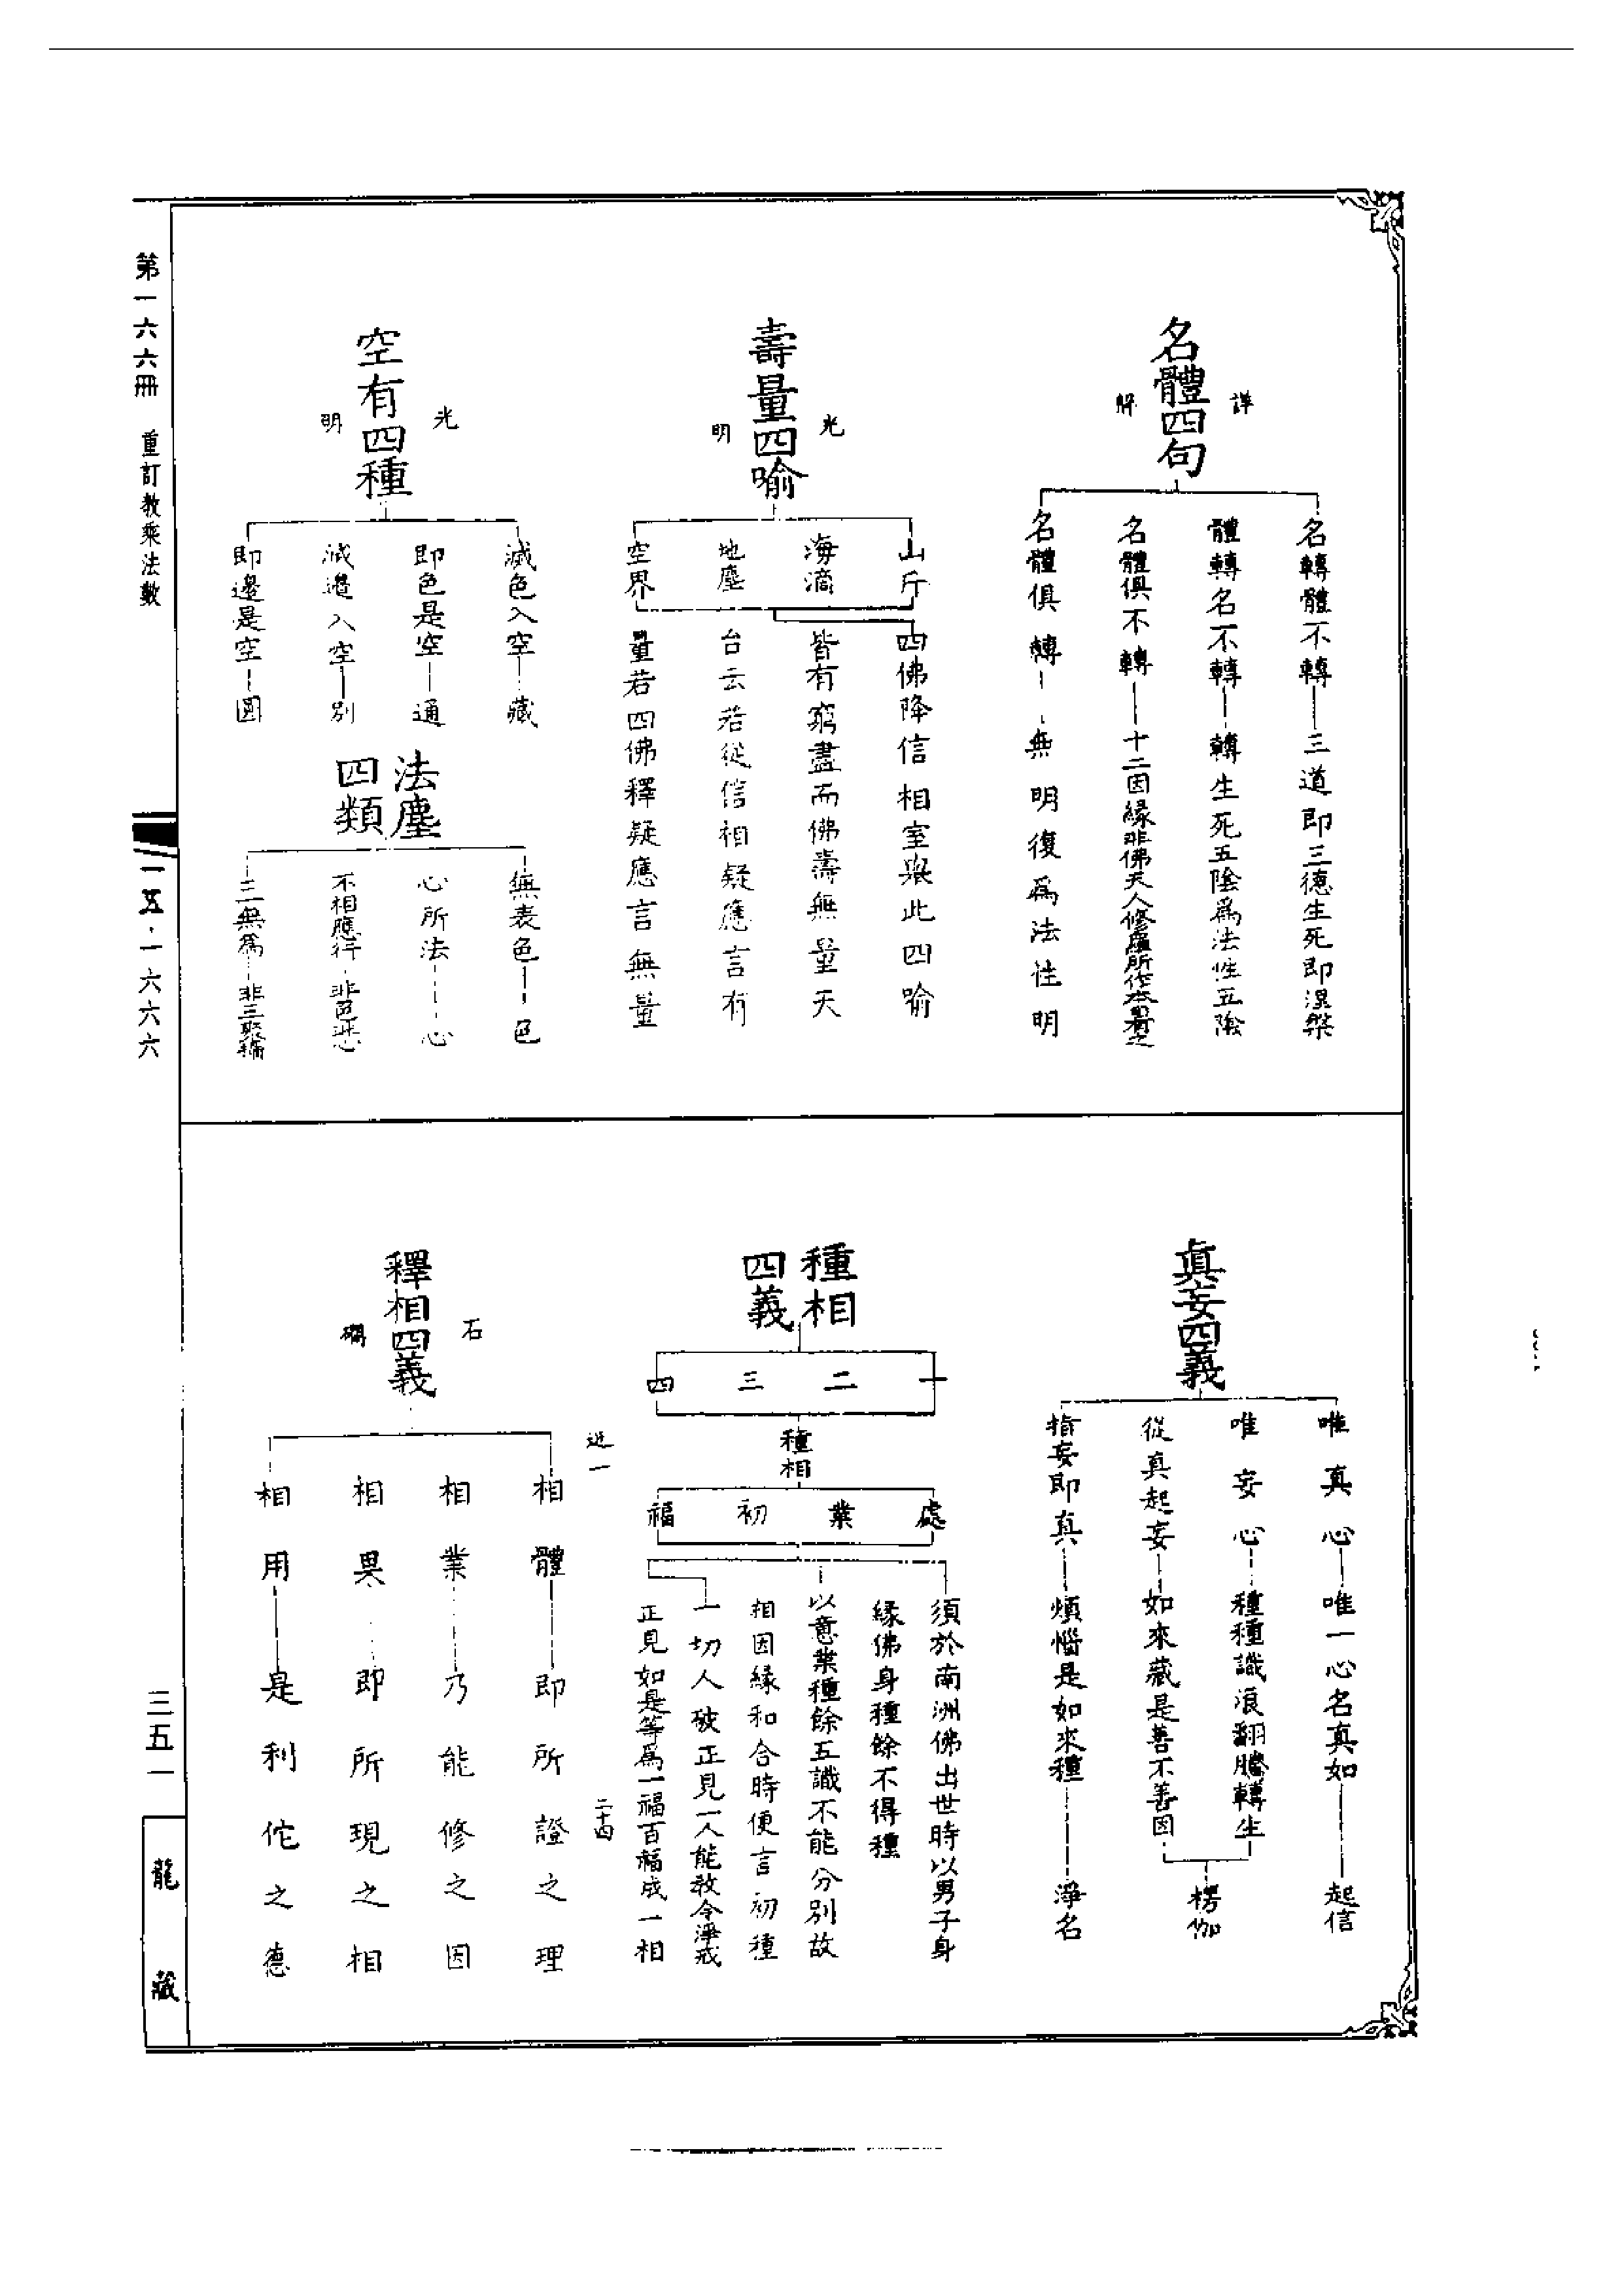 名體四句
詳解
名轉體不轉 三道即三德生死即涅槃
體轉名不轉 轉生死五陰為法性五陰
名體俱不轉 十二因緣非佛天人修羅所作本自有之
名體俱轉 無明復為法性明
壽量四喻
光明
山斤
海滴
地塵
空界
四佛降信相室舉此四喻
皆有窮盡而佛壽無量天
台云若從信相疑應言有
量若四佛釋疑應言無量
空有四種
光明
滅色入空 藏
即色是空 通
滅邊入空 別
即邊是空 圓
法塵
四類
無表色 色
心所法 心
不相應行 非色非心
三無為 非三聚攝
真妄四義
唯真心 唯一心名真如 起信
唯妄心 種種識浪翻騰轉生
從真起妄 如來藏是善不善因
楞伽
指妄即真 煩惱是如來種 淨名
種相
四義
一
二
三
四
種相
處
業
初
福
須於南洲佛出世時以男子身
緣佛身種餘不得種
以意業種餘五識不能分別故
相因緣和合時便言初種
一切人破正見一人能教令淨戒
正見如是等為一福百福成一相
迹一
二十四
釋相四義
石磵
相體 即所證之理
相業 乃能修之因
相果 即所現之相
相用 是利佗之德
第一六六冊 重訂教乘法數
一五·一六六六
三五一
龍藏